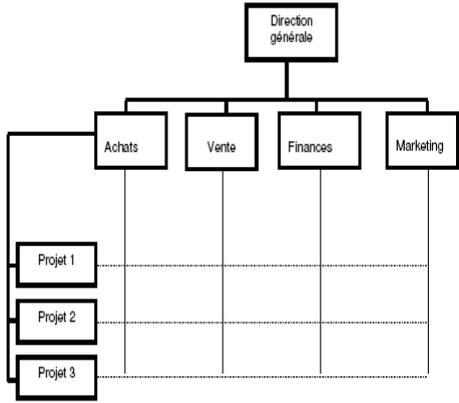 Direction
générale
Achats
Vente
Finances
Marketing
Projet 1
Projet 2
Projet 3